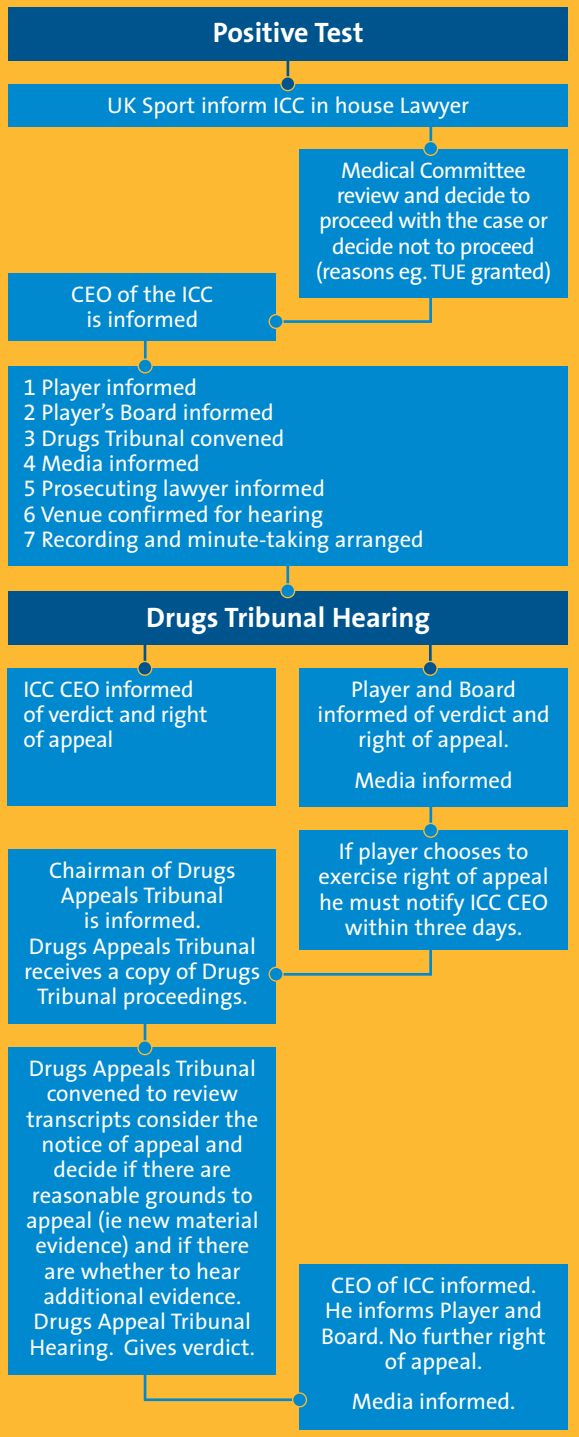 Positive Test
UK Sport inform ICC in house Lawyer
Medical Committee
review and decide to
proceed with the case or
decide not to proceed
(reasons eg. TUE granted)
CEO of the ICC
is informed
1 Player informed
2 Player's Board informed
3 Drugs Tribunal convened
4 Media informed
5 Prosecuting lawyer informed
6 Venue confirmed for hearing
7 Recording and minute-taking arranged
Drugs Tribunal Hearing
ICC CEO informed
of verdict and right
of appeal
Player and Board
informed of verdict and
right of appeal.
Media informed
If player chooses to
exercise right of appeal
he must notify ICC CEO
within three days.
Chairman of Drugs
Appeals Tribunal
is informed.
Drugs Appeals Tribunal
receives a copy of Drugs
Tribunal proceedings.
Drugs Appeals Tribunal
convened to review
transcripts consider the
notice of appeal and
decide if there are
reasonable grounds to
appeal (ie new material
evidence) and if there
are whether to hear
additional evidence.
Drugs Appeal Tribunal
Hearing. Gives verdict.
CEO of ICC informed.
He informs Player and
Board. No further right
of appeal.
Media informed.